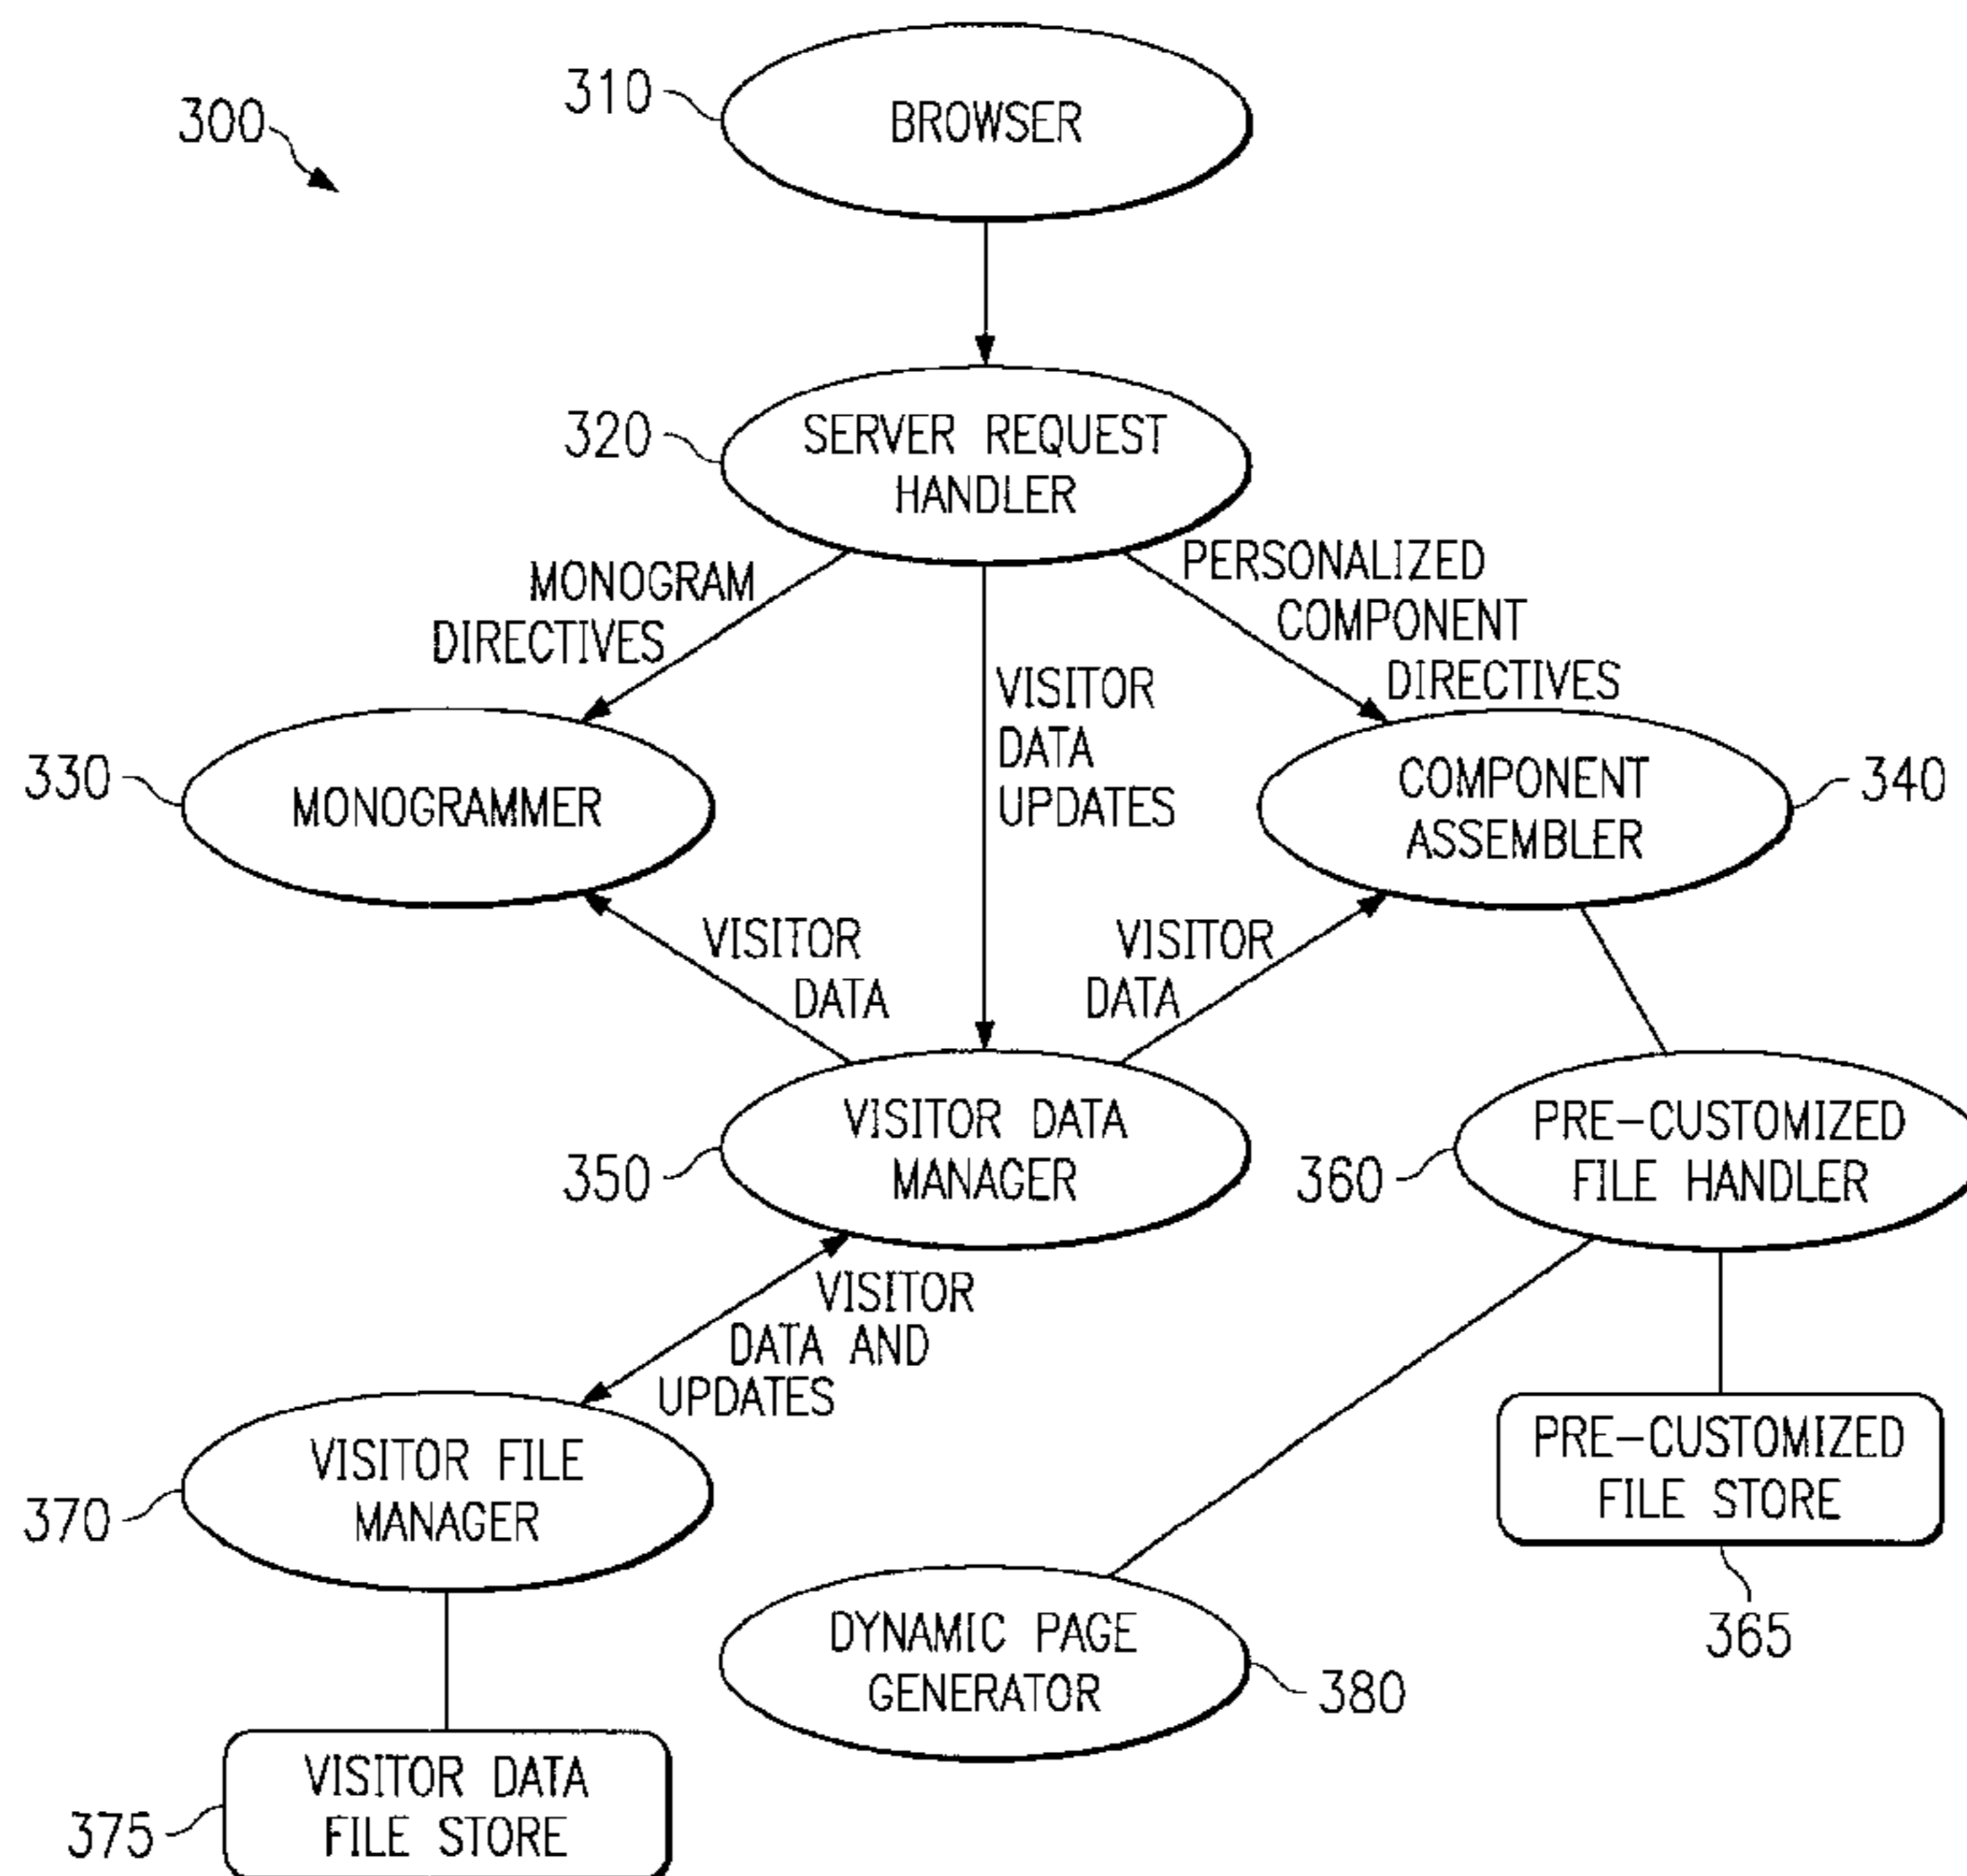 300
310
BROWSER
320
SERVER REQUEST
HANDLER
MONOGRAM
DIRECTIVES
PERSONALIZED
COMPONENT
DIRECTIVES
VISITOR
DATA
UPDATES
330
MONOGRAMMER
COMPONENT
ASSEMBLER
340
VISITOR
DATA
VISITOR
DATA
350
VISITOR DATA
MANAGER
360
PRE-CUSTOMIZED
FILE HANDLER
VISITOR
DATA AND
UPDATES
370
VISITOR FILE
MANAGER
PRE-CUSTOMIZED
FILE STORE
365
DYNAMIC PAGE
GENERATOR
380
375
VISITOR DATA
FILE STORE